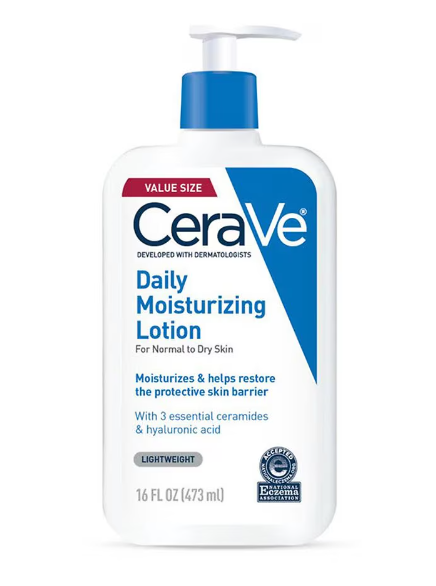 VALUE SIZE
CeraVe®
DEVELOPED WITH DERMATOLOGISTS
Daily
Moisturizing
Lotion
For Normal to Dry Skin
Moisturizes & helps restore
the protective skin barrier
With 3 essential ceramides
& hyaluronic acid
LIGHTWEIGHT
ACCEPTED
NATIONAL
Eczema
ASSOCIATION
16 FL OZ (473 ml)